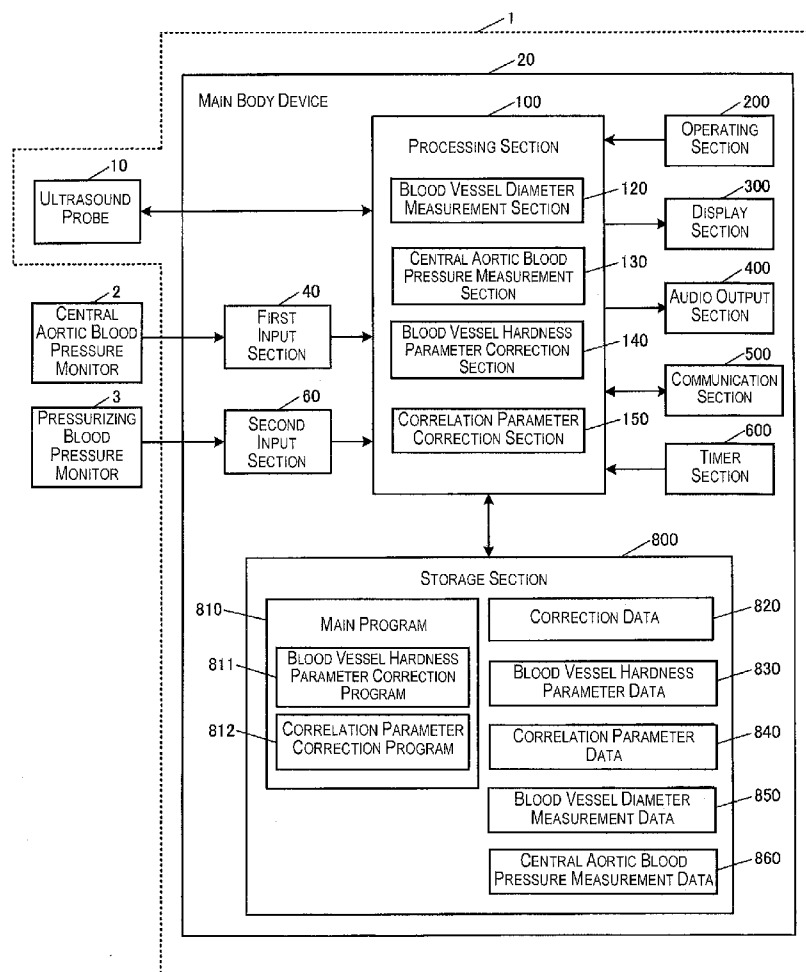 1
20
MAIN BODY DEVICE
100
PROCESSING SECTION
BLOOD VESSEL DIAMETER
MEASUREMENT SECTION
120
CENTRAL AORTIC BLOOD
PRESSURE MEASUREMENT
SECTION
130
BLOOD VESSEL HARDNESS
PARAMETER CORRECTION
SECTION
140
CORRELATION PARAMETER
CORRECTION SECTION
150
10
ULTRASOUND
PROBE
2
CENTRAL
AORTIC BLOOD
PRESSURE
MONITOR
40
FIRST
INPUT
SECTION
3
PRESSURIZING
BLOOD
PRESSURE
MONITOR
60
SECOND
INPUT
SECTION
200
OPERATING
SECTION
300
DISPLAY
SECTION
400
AUDIO OUTPUT
SECTION
500
COMMUNICATION
SECTION
600
TIMER
SECTION
800
STORAGE SECTION
810
MAIN PROGRAM
811
BLOOD VESSEL HARDNESS
PARAMETER CORRECTION
PROGRAM
812
CORRELATION PARAMETER
CORRECTION PROGRAM
CORRECTION DATA
820
BLOOD VESSEL HARDNESS
PARAMETER DATA
830
CORRELATION PARAMETER
DATA
840
BLOOD VESSEL DIAMETER
MEASUREMENT DATA
850
CENTRAL AORTIC BLOOD
PRESSURE MEASUREMENT DATA
860